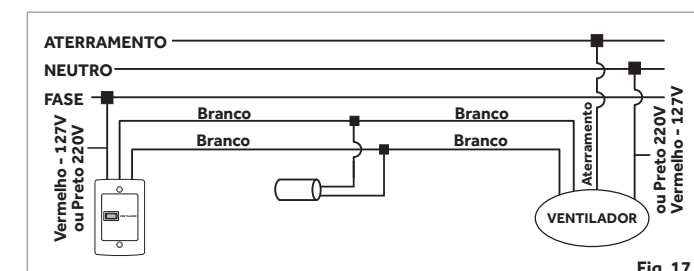 ATERRAMENTO
NEUTRO
FASE
Branco
Branco
Branco
Branco
Vermelho - 127V
ou Preto 220V
VENTILADOR
Aterramento
VENTILADOR
ou Preto 220V
Vermelho - 127V
Fig. 17